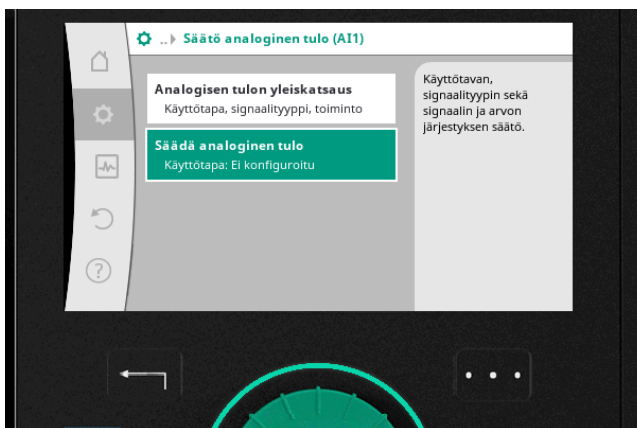 ..▸ Säätö analoginen tulo (AI1)
Analogisen tulon yleiskatsaus
Käyttötapa, signaalityyppi, toiminto
Säädä analoginen tulo
Käyttötapa: Ei konfiguroitu
Käyttötavan,
signaalityypin sekä
signaalin ja arvon
järjestyksen säätö.
?